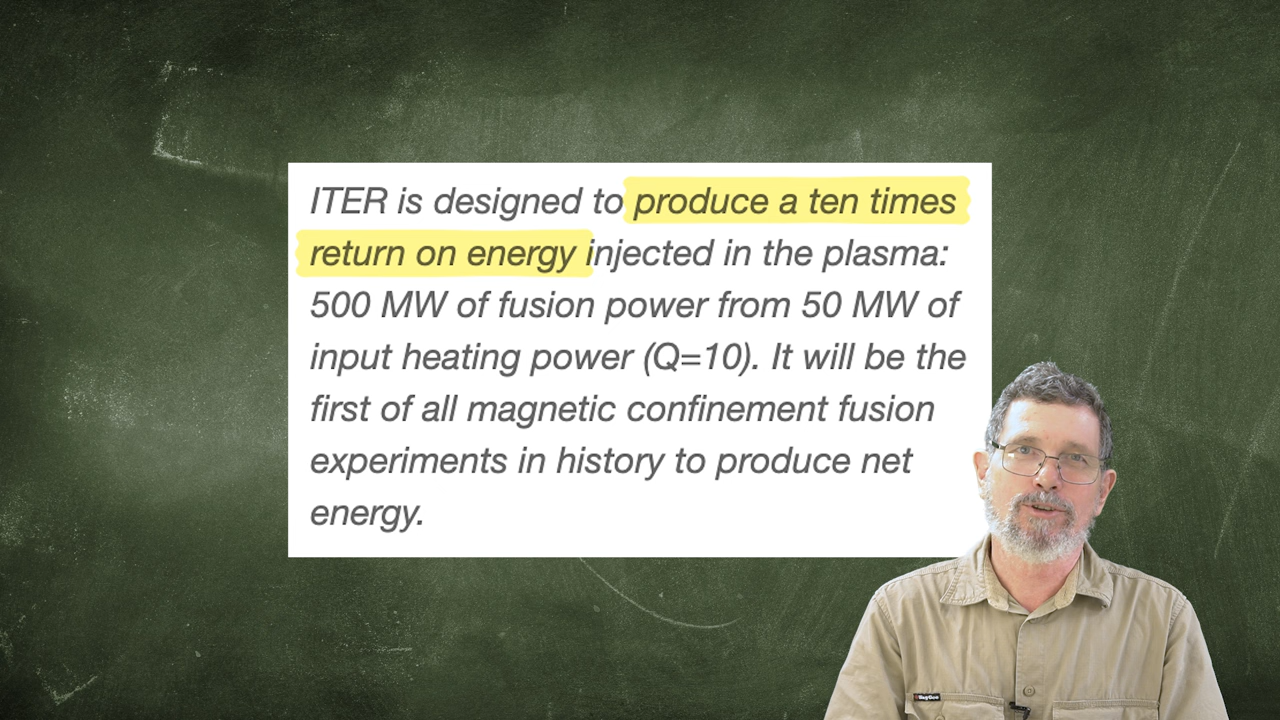 ITER is designed to produce a ten times
return on energy injected in the plasma:
500 MW of fusion power from 50 MW of
input heating power (Q=10). It will be the
first of all magnetic confinement fusion
experiments in history to produce net
energy.